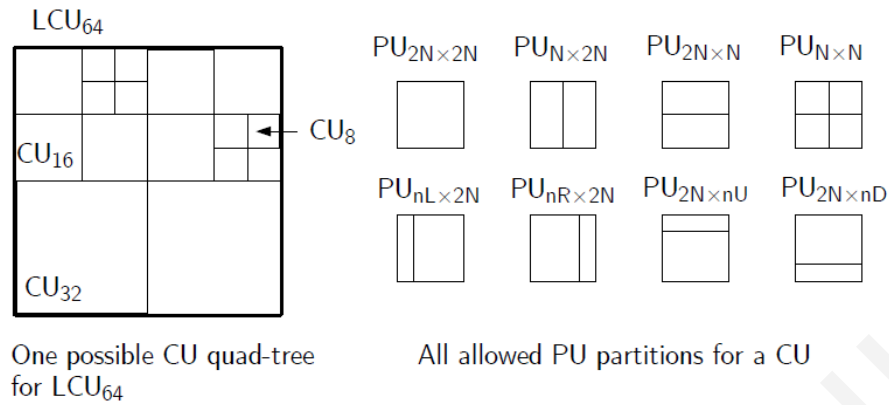 LCU64
PU2N×2N PUN×2N PU2N×N PUN×N
CU8
CU16
PUnL×2N PUnR×2N PU2N×nU PU2N×nD
CU32
One possible CU quad-tree
for LCU64
All allowed PU partitions for a CU